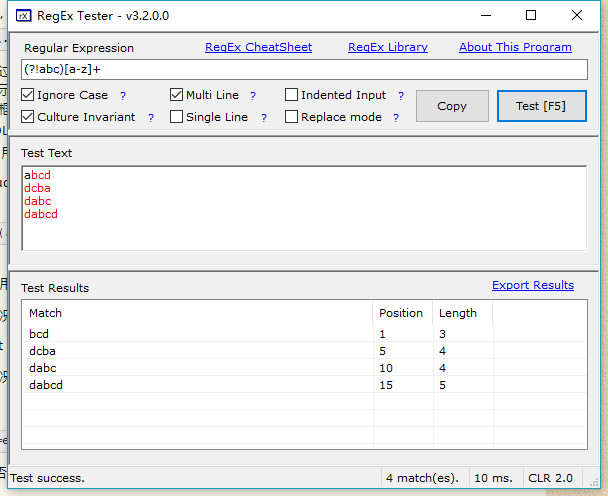 RegEx Tester - v3.2.0.0
Regular Expression RegEx CheatSheet RegEx Library About This Program
(?!abc)[a-z]+
Ignore Case ? Multi Line ? Indented Input ? Copy Test [F5]
Culture Invariant ? Single Line ? Replace mode ?
Test Text
abcd
dcba
dabc
dabcd
Test Results Export Results
Match Position Length
bcd 1 3
dcba 5 4
dabc 10 4
dabcd 15 5
Test success. 4 match(es). 10 ms. CLR 2.0